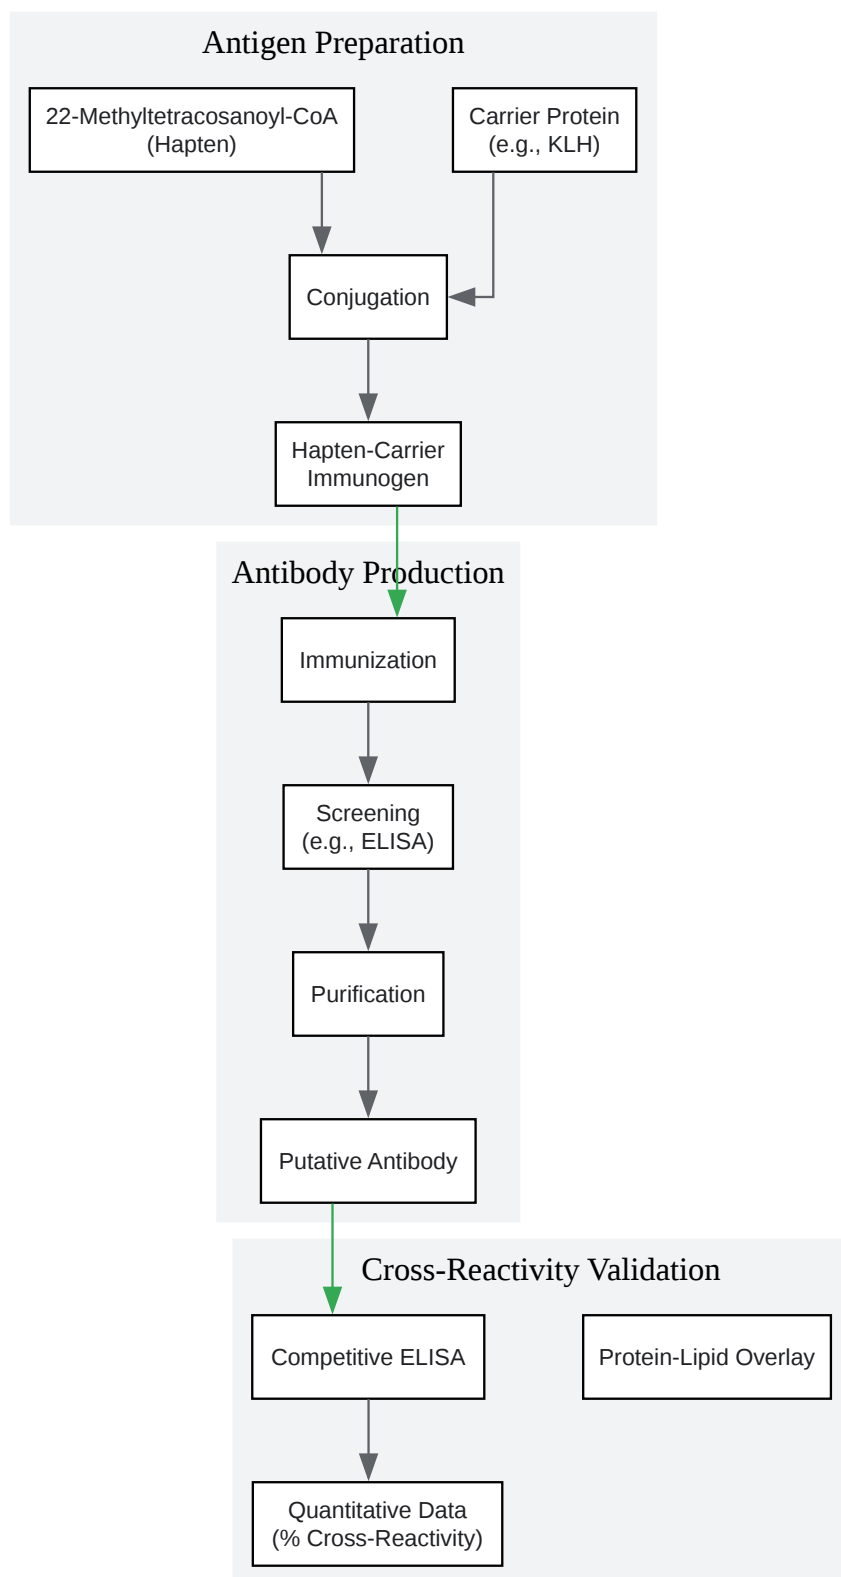 Antigen Preparation
22-Methyltetracosanoyl-CoA
(Hapten)
Carrier Protein
(e.g., KLH)
Conjugation
Hapten-Carrier
Immunogen
Antibody Production
Immunization
Screening
(e.g., ELISA)
Purification
Putative Antibody
Cross-Reactivity Validation
Competitive ELISA
Protein-Lipid Overlay
Quantitative Data
(% Cross-Reactivity)